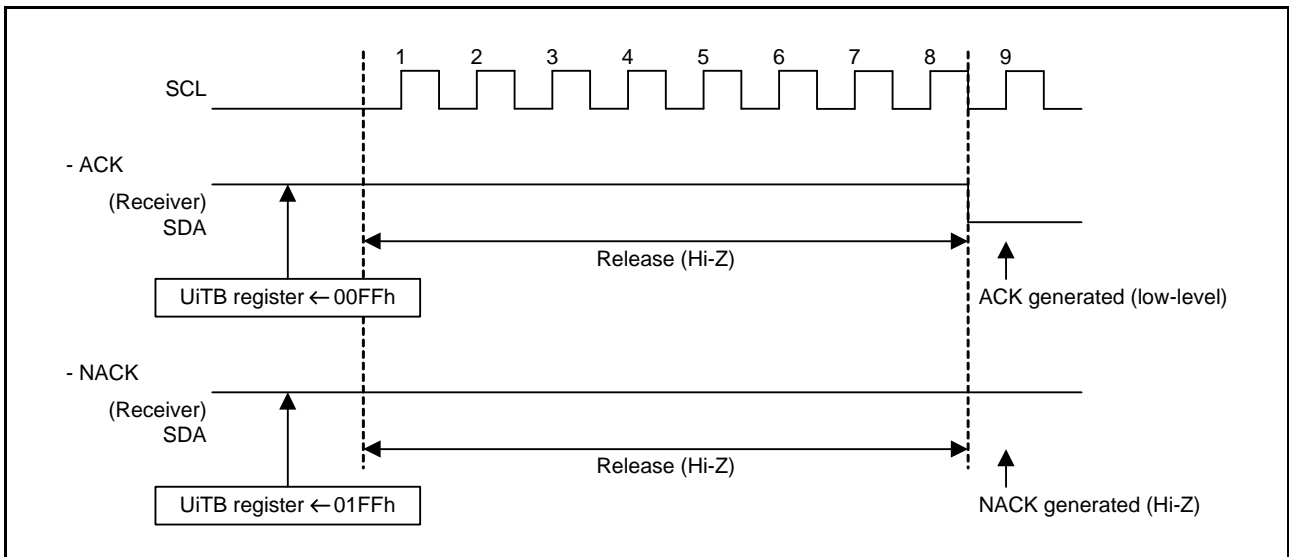 1 2 3 4 5 6 7 8 9
SCL
- ACK
(Receiver)
SDA
Release (Hi-Z)
UiTB register ← 00FFh
ACK generated (low-level)
- NACK
(Receiver)
SDA
Release (Hi-Z)
UiTB register ← 01FFh
NACK generated (Hi-Z)